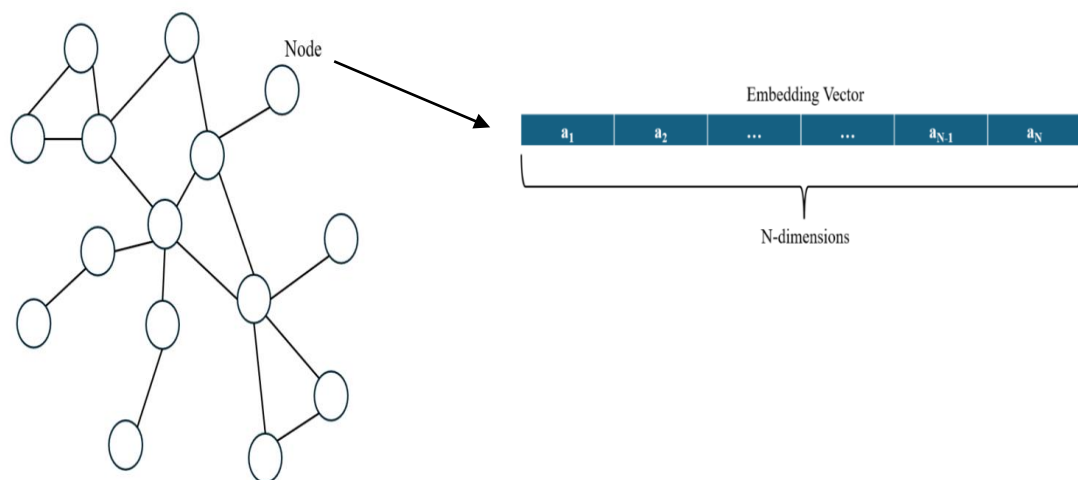 Node
Embedding Vector
a1 a2 ... ... aN-1 aN
N-dimensions